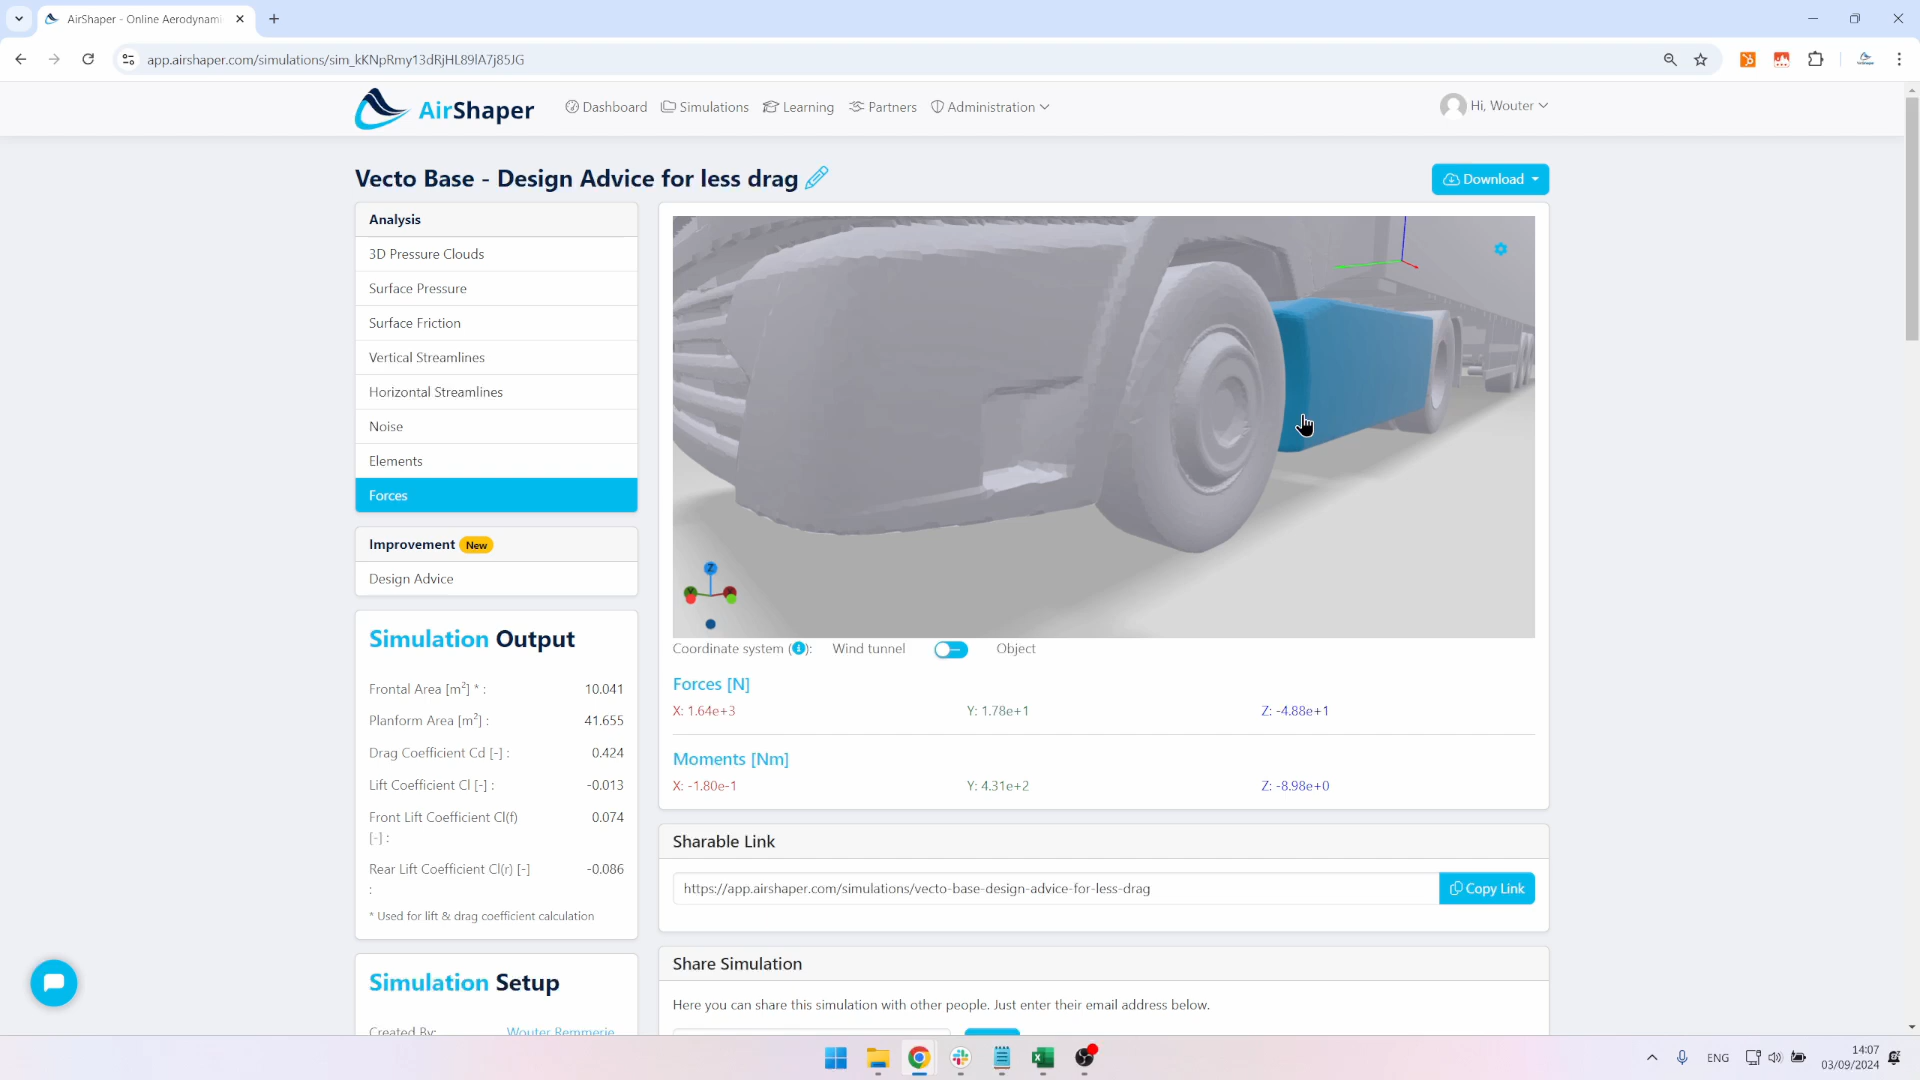 AirShaper - Online Aerodynami
app.airshaper.com/simulations/sim_kKNpRmy13dRjHL89lA7j85JG
AirShaper
Dashboard
Simulations
Learning
Partners
Administration
Hi, Wouter
Vecto Base - Design Advice for less drag
Download
Analysis
3D Pressure Clouds
Surface Pressure
Surface Friction
Vertical Streamlines
Horizontal Streamlines
Noise
Elements
Forces
Improvement New
Design Advice
Simulation Output
Frontal Area [m²] * : 10.041
Planform Area [m²] : 41.655
Drag Coefficient Cd [-] : 0.424
Lift Coefficient Cl [-] : -0.013
Front Lift Coefficient Cl(f) 0.074
[-] :
Rear Lift Coefficient Cl(r) [-] -0.086
:
* Used for lift & drag coefficient calculation
Simulation Setup
Created By: Wouter Remmerie
Z
Coordinate system (i): Wind tunnel Object
Forces [N]
X: 1.64e+3 Y: 1.78e+1 Z: -4.88e+1
Moments [Nm]
X: -1.80e-1 Y: 4.31e+2 Z: -8.98e+0
Sharable Link
https://app.airshaper.com/simulations/vecto-base-design-advice-for-less-drag
Copy Link
Share Simulation
Here you can share this simulation with other people. Just enter their email address below.
ENG
14:07
03/09/2024